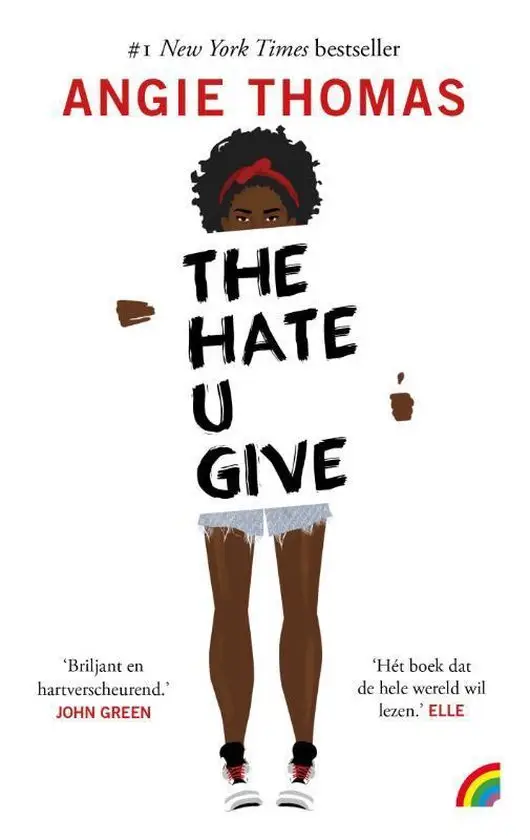 #1 New York Times bestseller
ANGIE THOMAS
THE
HATE
U
GIVE
‘Briljant en
hartverscheurend.’
JOHN GREEN
‘Hét boek dat
de hele wereld wil
lezen.’ ELLE